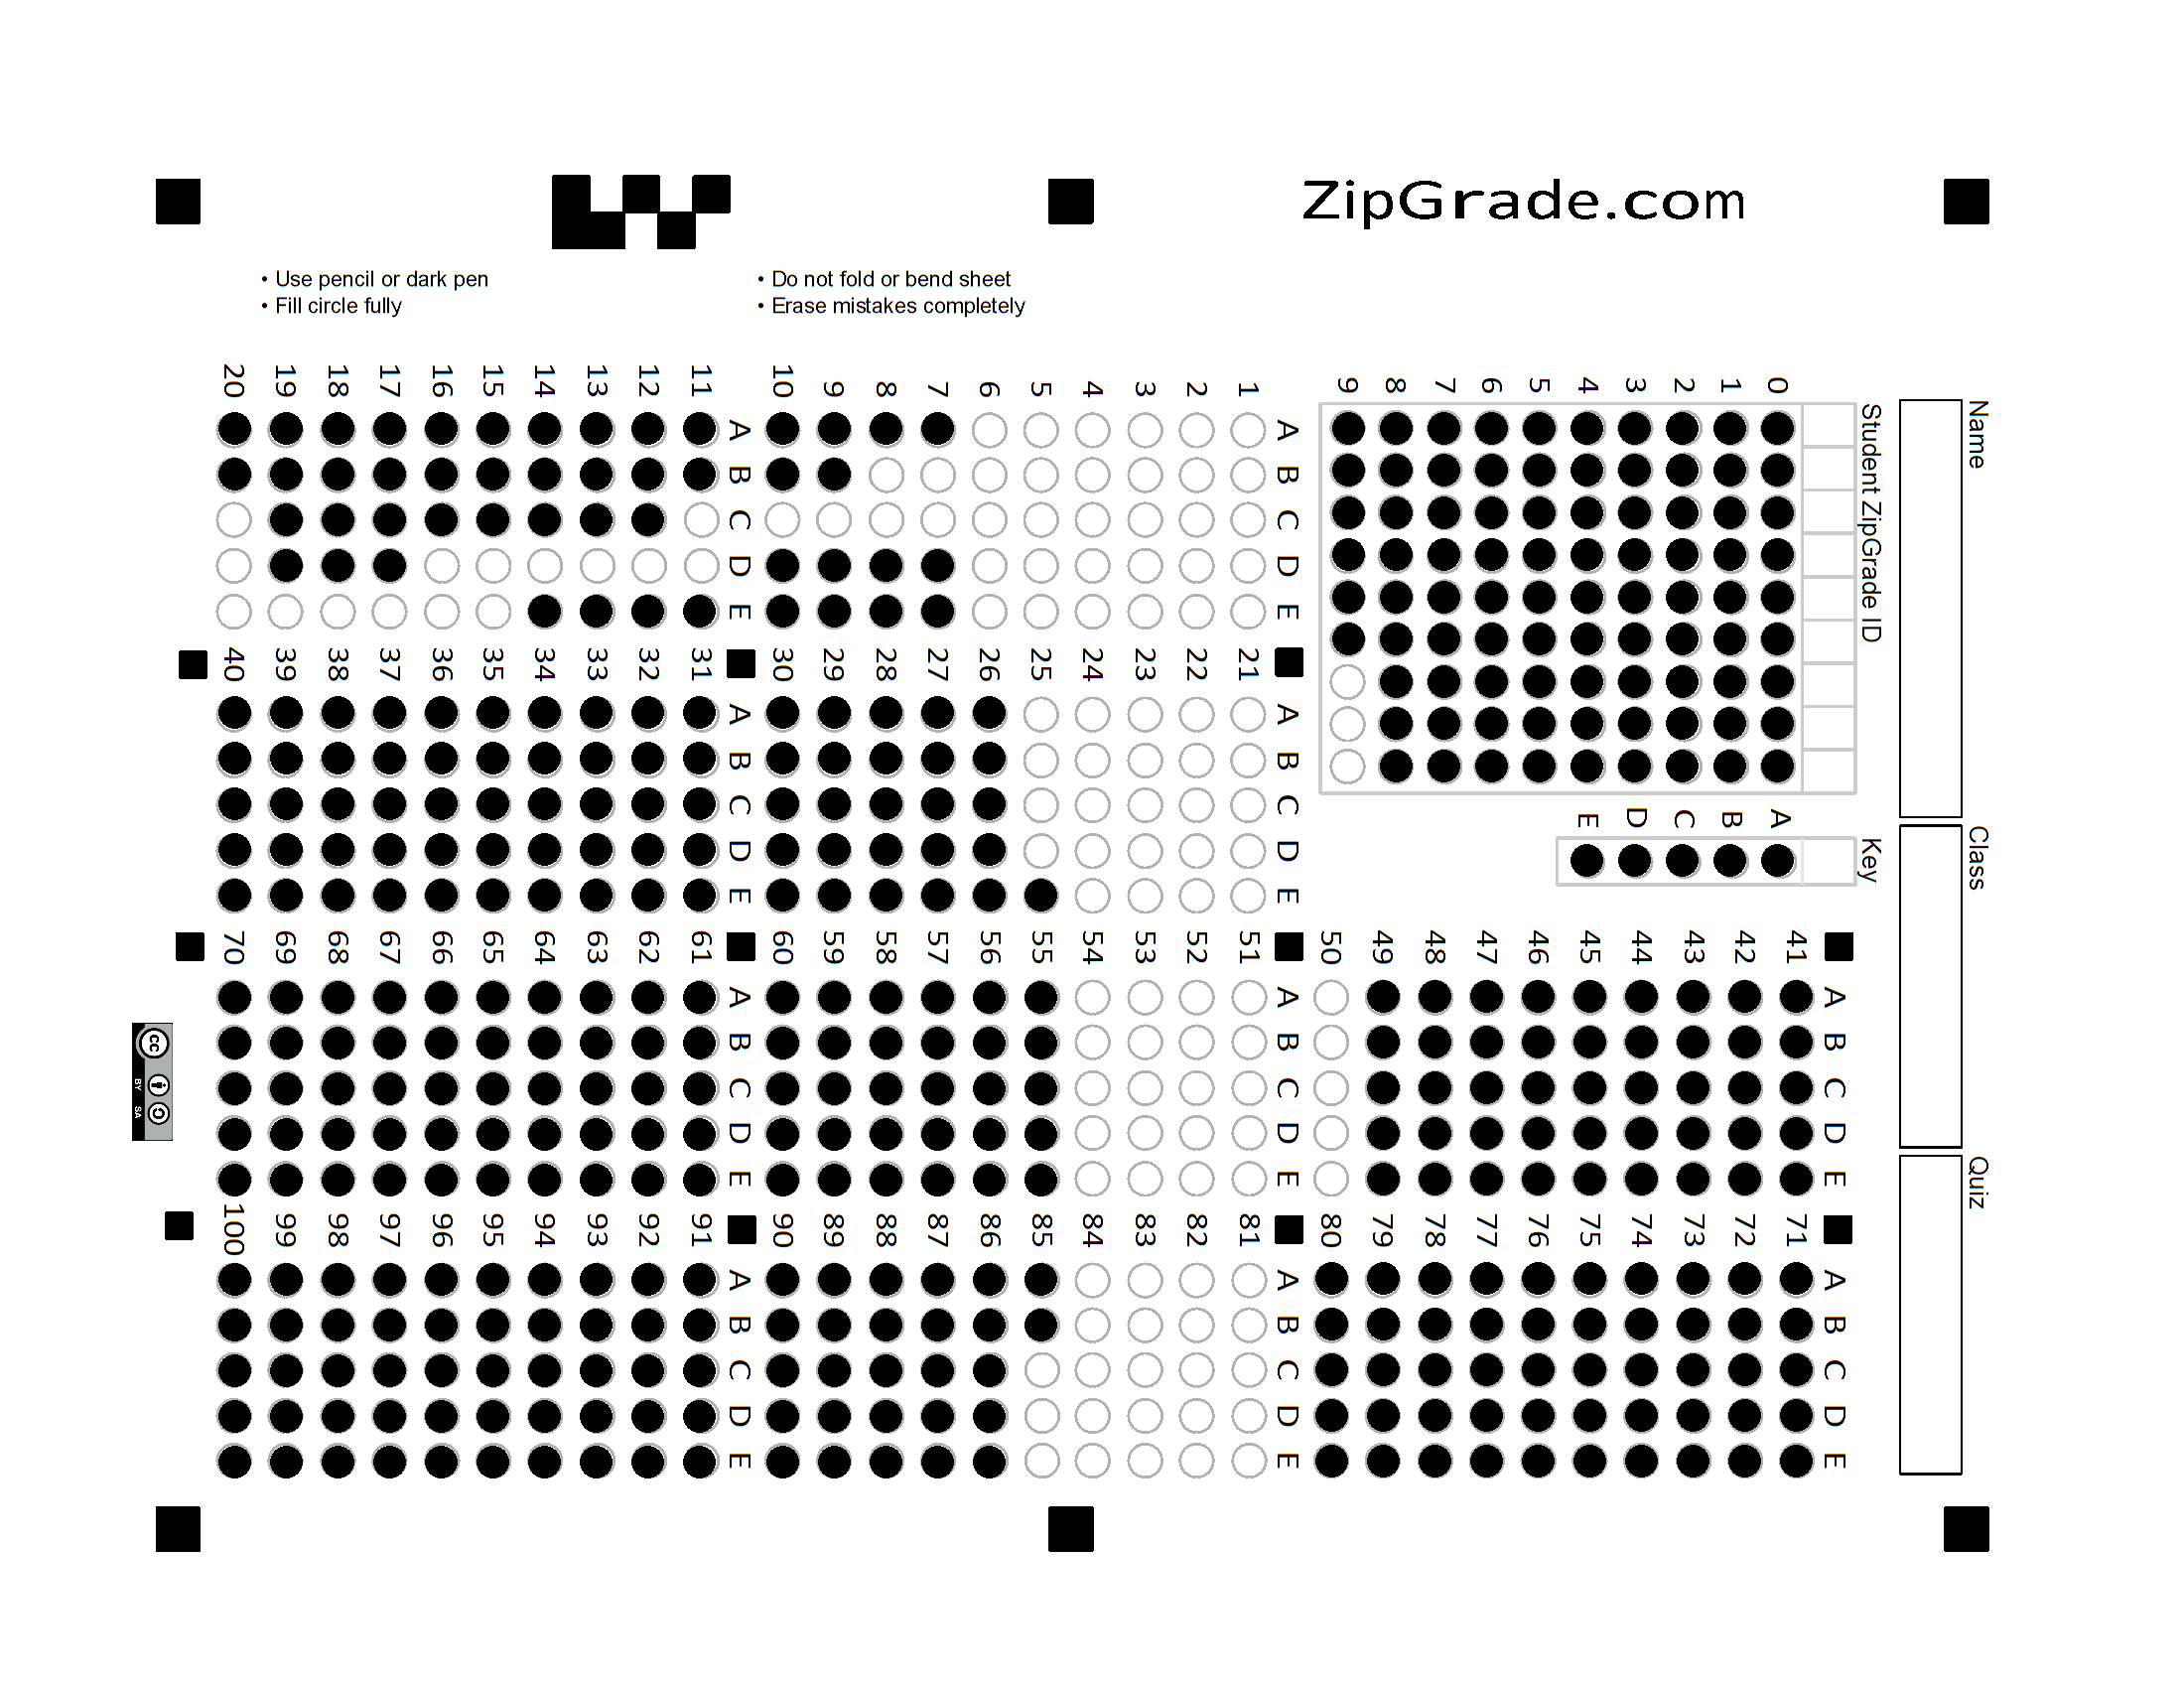 ZipGrade.com
• Use pencil or dark pen
• Fill circle fully
• Do not fold or bend sheet
• Erase mistakes completely
Name
Class
Quiz
Student ZipGrade ID
0 1 2 3 4 5 6 7 8 9
Key
A B C D E
A B C D E
1 2 3 4 5 6 7 8 9 10
A B C D E
11 12 13 14 15 16 17 18 19 20
A B C D E
21 22 23 24 25 26 27 28 29 30
A B C D E
31 32 33 34 35 36 37 38 39 40
A B C D E
41 42 43 44 45 46 47 48 49 50
A B C D E
51 52 53 54 55 56 57 58 59 60
A B C D E
61 62 63 64 65 66 67 68 69 70
A B C D E
71 72 73 74 75 76 77 78 79 80
A B C D E
81 82 83 84 85 86 87 88 89 90
A B C D E
91 92 93 94 95 96 97 98 99 100
cc
BY SA